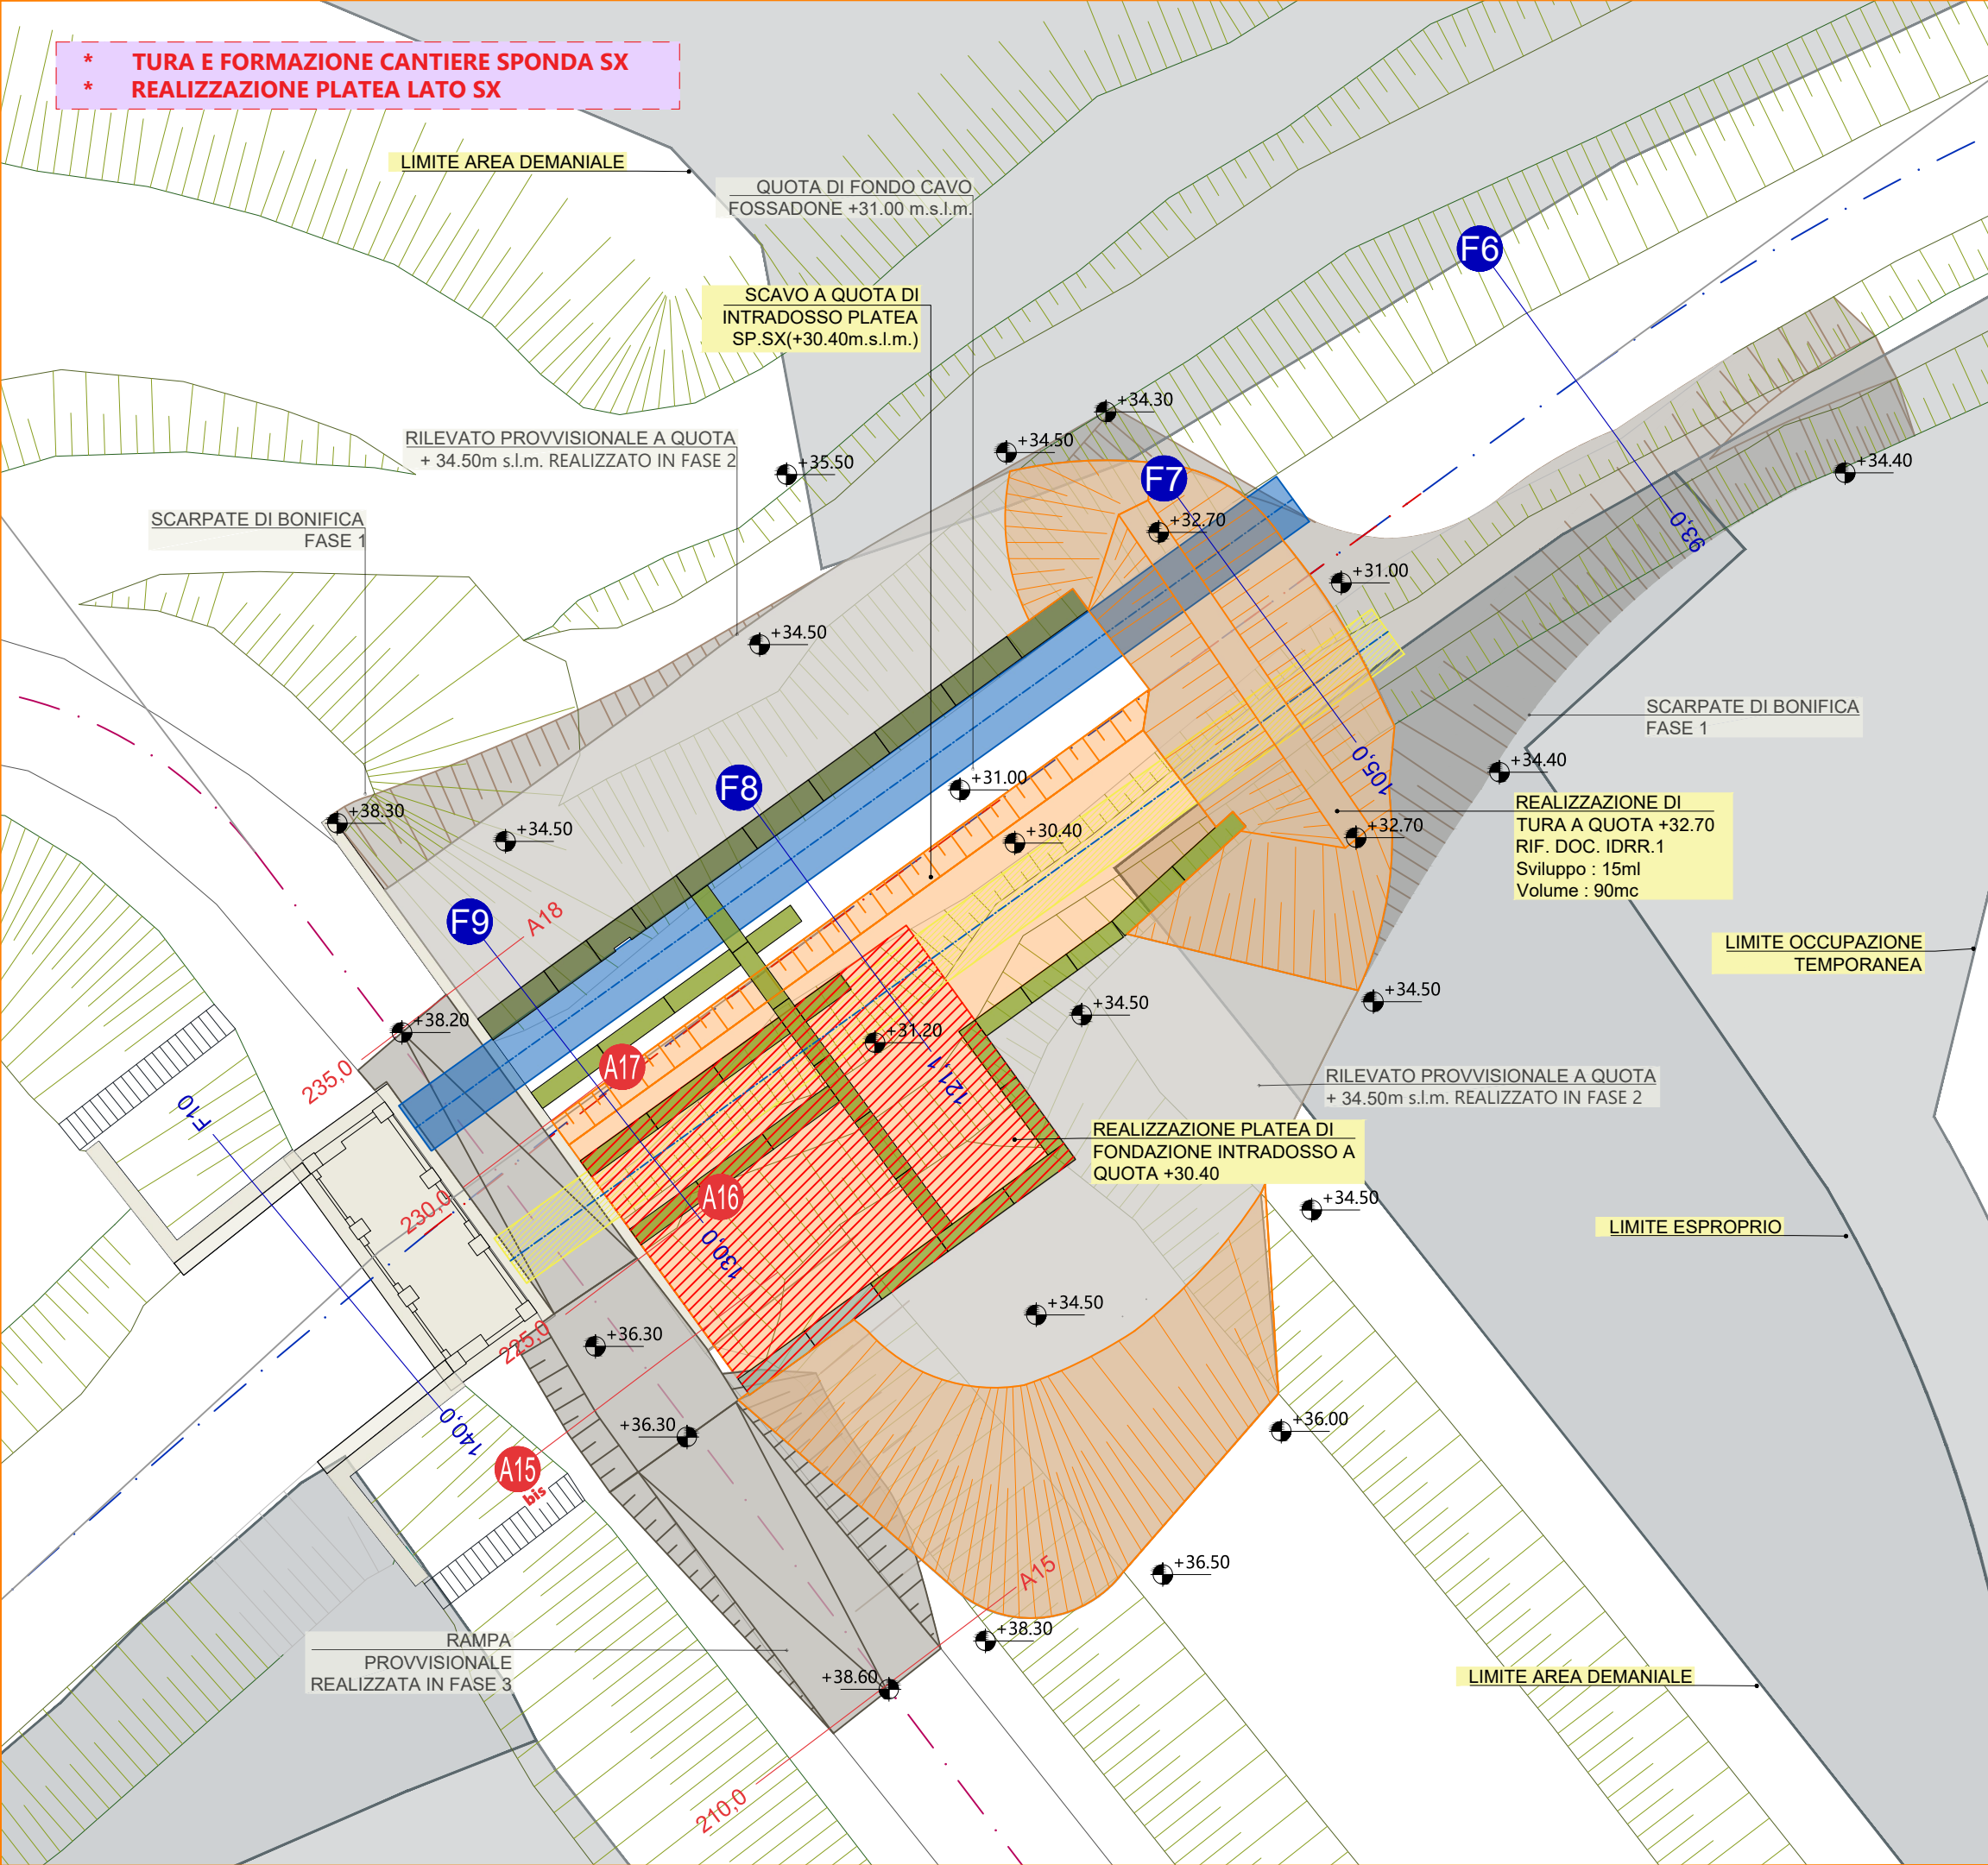 * TURA E FORMAZIONE CANTIERE SPONDA SX
* REALIZZAZIONE PLATEA LATO SX
LIMITE AREA DEMANIALE
QUOTA DI FONDO CAVO
FOSSADONE +31.00 m.s.l.m.
F6
SCAVO A QUOTA DI
INTRADOSSO PLATEA
SP.SX(+30.40m.s.l.m.)
+34.30
RILEVATO PROVVISIONALE A QUOTA
+ 34.50m s.l.m. REALIZZATO IN FASE 2
+34.50
+35.50
F7
+34.40
SCARPATE DI BONIFICA
FASE 1
+32.70
93,0
+31.00
+34.50
SCARPATE DI BONIFICA
FASE 1
105,0
+34.40
F8
+31.00
+38.30
+34.50
+30.40
+32.70
REALIZZAZIONE DI
TURA A QUOTA +32.70
RIF. DOC. IDRR.1
Sviluppo : 15ml
Volume : 90mc
F9
A18
LIMITE OCCUPAZIONE
TEMPORANEA
+34.50
+34.50
+38.20
+31.20
A17
235,0
121,1
F10
RILEVATO PROVVISIONALE A QUOTA
+ 34.50m s.l.m. REALIZZATO IN FASE 2
REALIZZAZIONE PLATEA DI
FONDAZIONE INTRADOSSO A
QUOTA +30.40
A16
230,0
+34.50
LIMITE ESPROPRIO
130,0
+34.50
225,0
+36.30
+36.30
+36.00
140,0
A15
bis
+36.50
A15
+38.30
RAMPA
PROVVISIONALE
REALIZZATA IN FASE 3
+38.60
LIMITE AREA DEMANIALE
210,0